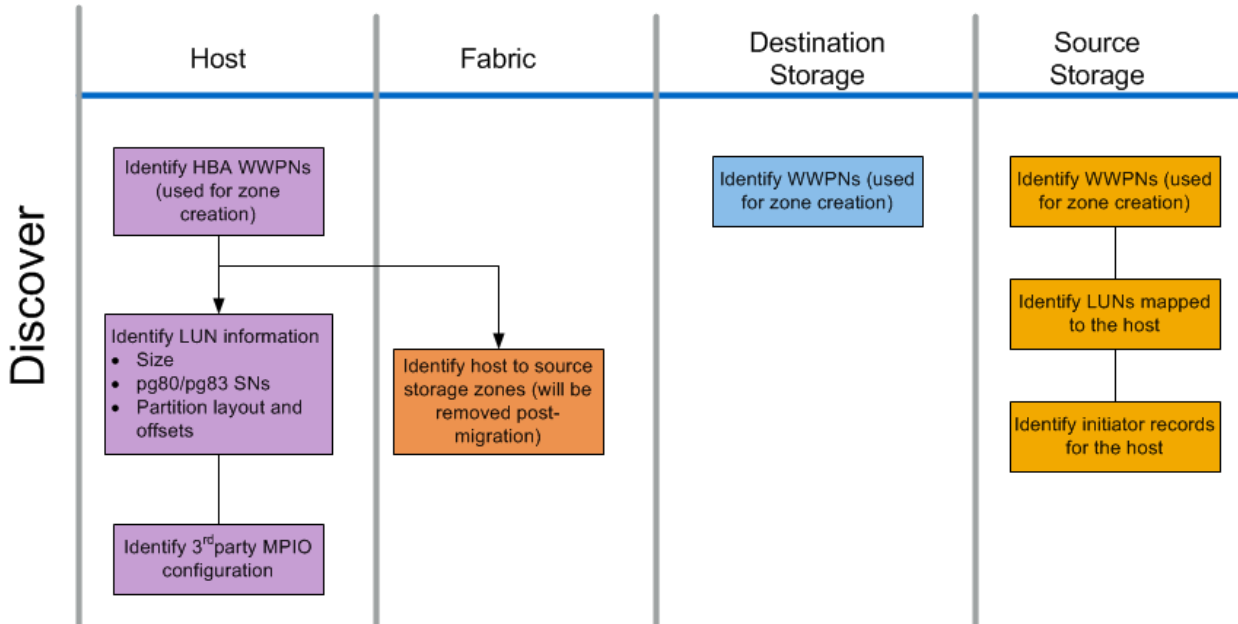 Discover
Host
Fabric
Destination
Storage
Source
Storage
Identify HBA WWPNs
(used for zone
creation)
Identify LUN information
• Size
• pg80/pg83 SNs
• Partition layout and
offsets
Identify 3rdparty MPIO
configuration
Identify host to source
storage zones (will be
removed post-
migration)
Identify WWPNs (used
for zone creation)
Identify WWPNs (used
for zone creation)
Identify LUNs mapped
to the host
Identify initiator records
for the host